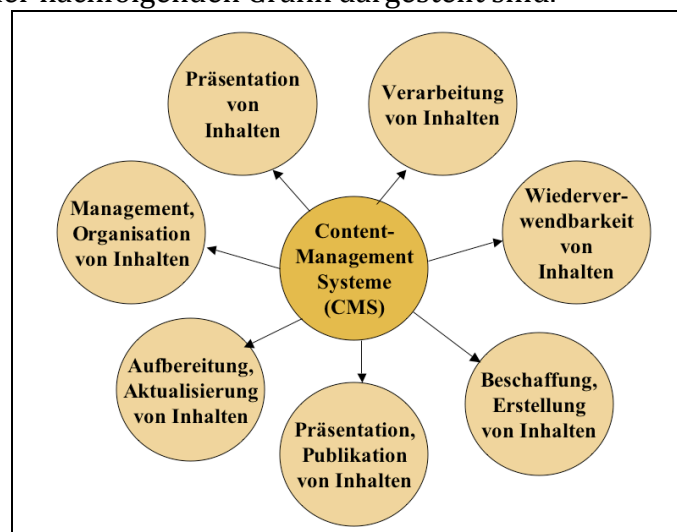 der nachfolgenden Grafik dargestellt sind.
Präsentation
von
Inhalten
Verarbeitung
von Inhalten
Management,
Organisation
von Inhalten
Content-
Management
Systeme
(CMS)
Wiederver-
wendbarkeit
von
Inhalten
Aufbereitung,
Aktualisierung
von Inhalten
Präsentation,
Publikation
von Inhalten
Beschaffung,
Erstellung
von Inhalten